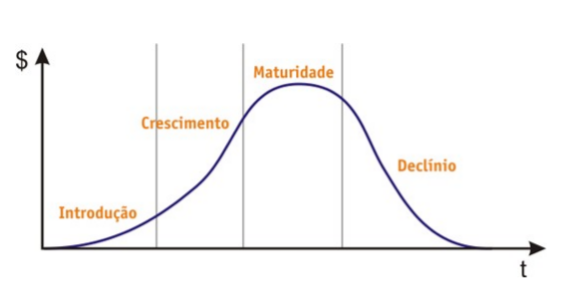 $
Maturidade
Crescimento
Declínio
Introdução
t